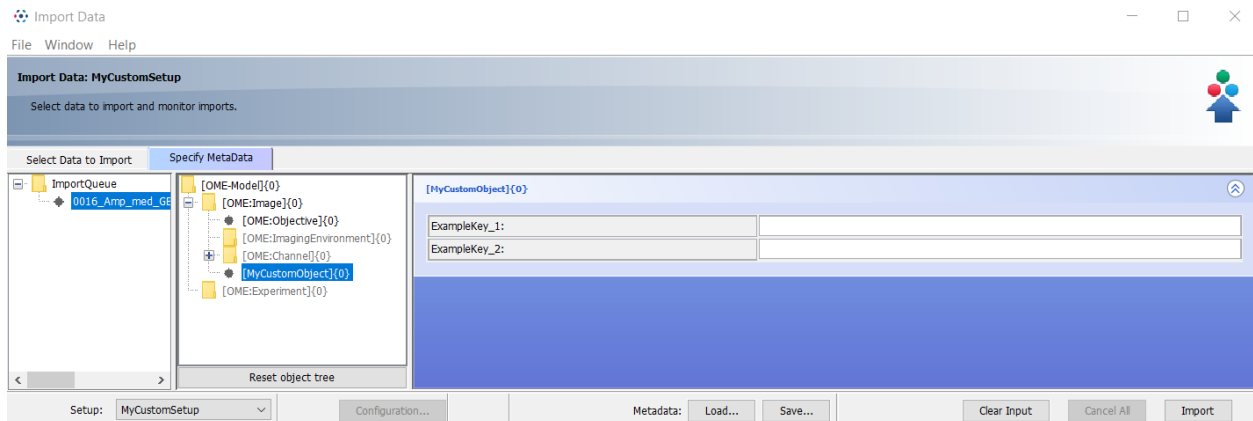 Import Data
File Window Help
Import Data: MyCustomSetup
Select data to import and monitor imports.
Select Data to Import
Specify MetaData
ImportQueue
0016_Amp_med_GE
[OME-Model]{0}
[OME:Image]{0}
[OME:Objective]{0}
[OME:ImagingEnvironment]{0}
[OME:Channel]{0}
[MyCustomObject]{0}
[OME:Experiment]{0}
Reset object tree
[MyCustomObject]{0}
ExampleKey_1:
ExampleKey_2:
Setup: MyCustomSetup Configuration... Metadata: Load... Save... Clear Input Cancel All Import